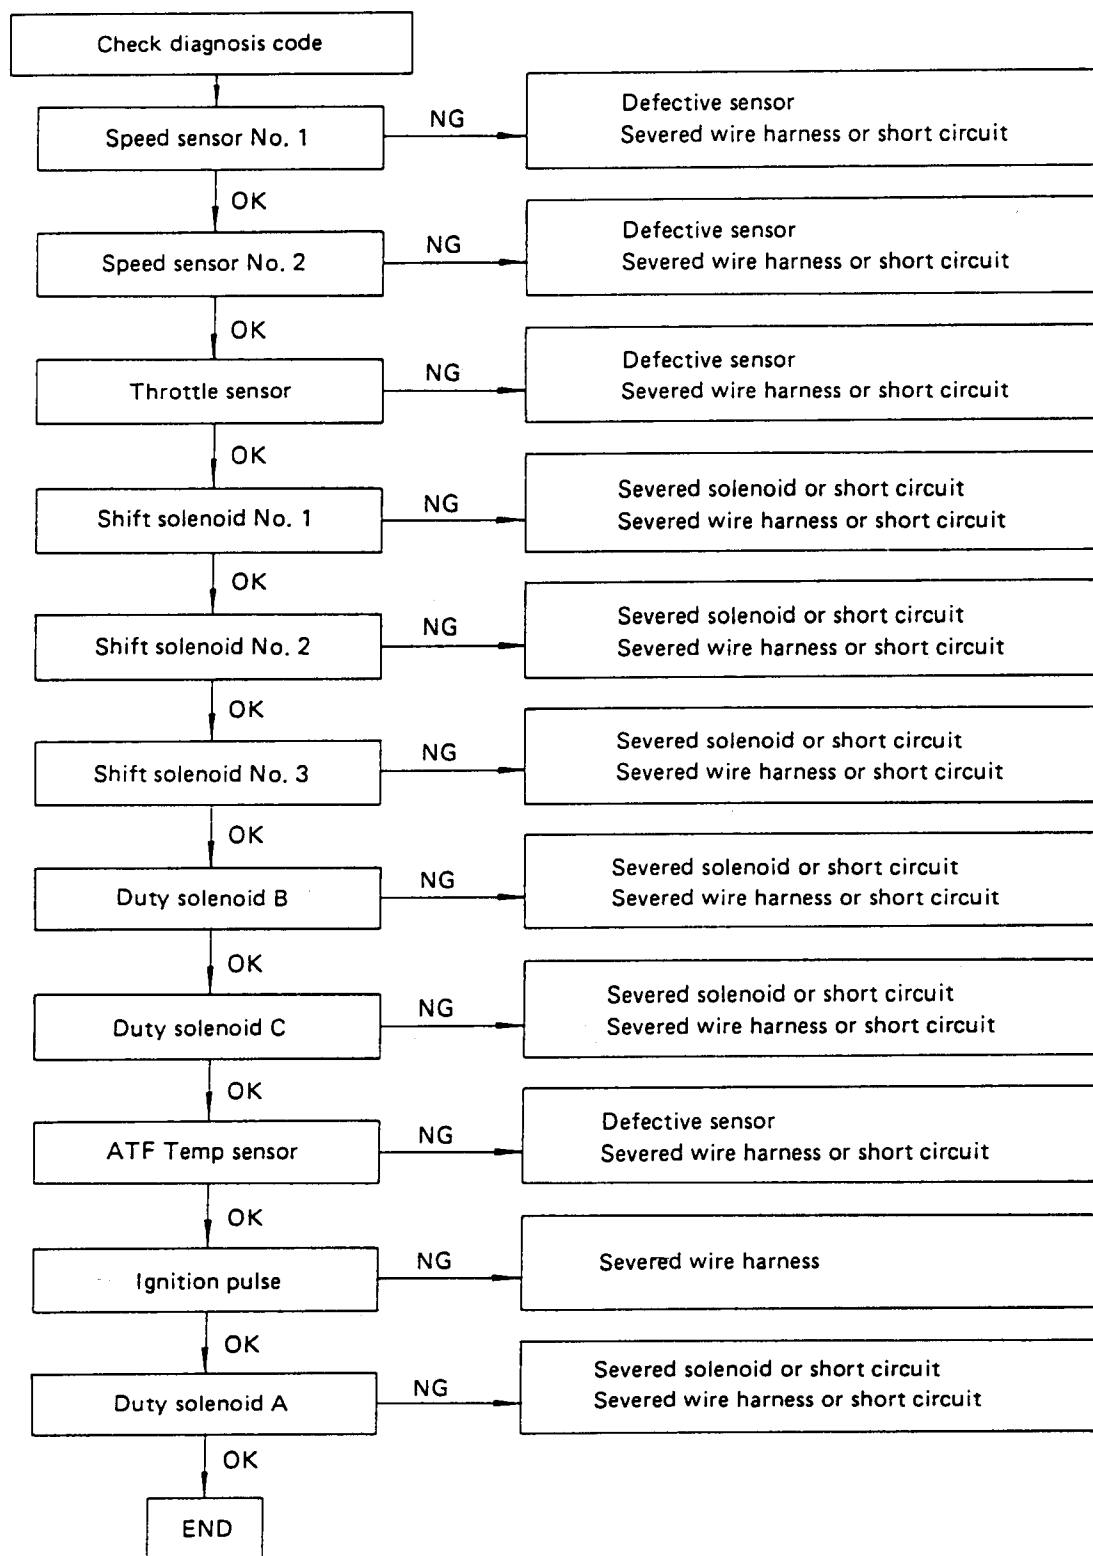 Check diagnosis code
Speed sensor No. 1
NG
Defective sensor
Severed wire harness or short circuit
OK
Speed sensor No. 2
NG
Defective sensor
Severed wire harness or short circuit
OK
Throttle sensor
NG
Defective sensor
Severed wire harness or short circuit
OK
Shift solenoid No. 1
NG
Severed solenoid or short circuit
Severed wire harness or short circuit
OK
Shift solenoid No. 2
NG
Severed solenoid or short circuit
Severed wire harness or short circuit
OK
Shift solenoid No. 3
NG
Severed solenoid or short circuit
Severed wire harness or short circuit
OK
Duty solenoid B
NG
Severed solenoid or short circuit
Severed wire harness or short circuit
OK
Duty solenoid C
NG
Severed solenoid or short circuit
Severed wire harness or short circuit
OK
ATF Temp sensor
NG
Defective sensor
Severed wire harness or short circuit
OK
Ignition pulse
NG
Severed wire harness
OK
Duty solenoid A
NG
Severed solenoid or short circuit
Severed wire harness or short circuit
OK
END